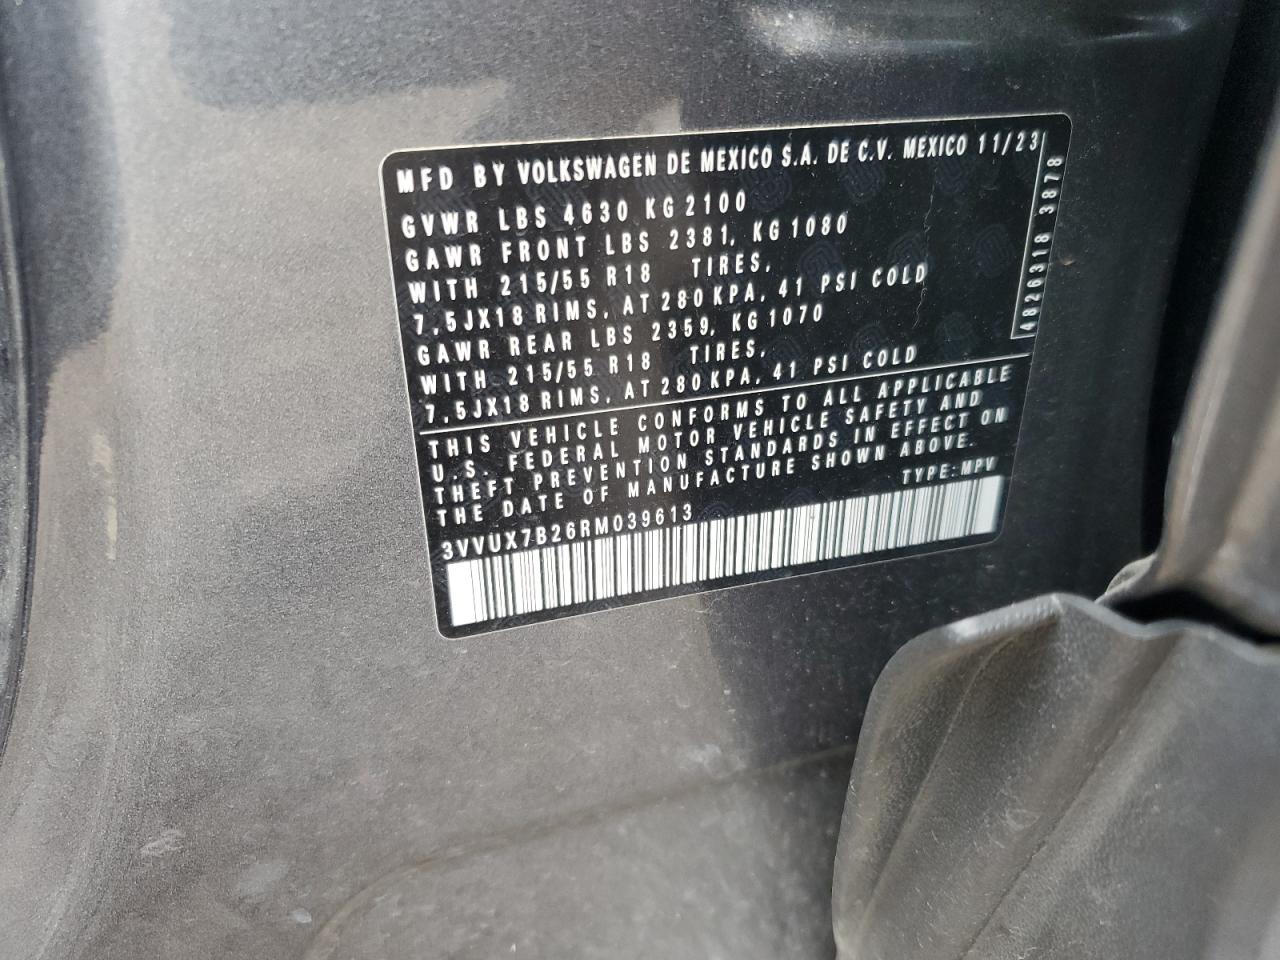 MFD BY VOLKSWAGEN DE MEXICO S.A. DE C.V. MEXICO 11/23
GVWR LBS 4630 KG 2100
GAWR FRONT LBS 2381, KG 1080
WITH 215/55 R18 TIRES,
7,5JX18 RIMS, AT 280 KPA, 41 PSI COLD
GAWR REAR LBS 2359, KG 1070
WITH 215/55 R18 TIRES,
7,5JX18 RIMS, AT 280 KPA, 41 PSI COLD
THIS VEHICLE CONFORMS TO ALL APPLICABLE
U.S. FEDERAL MOTOR VEHICLE SAFETY AND
THEFT PREVENTION STANDARDS IN EFFECT ON
THE DATE OF MANUFACTURE SHOWN ABOVE.
TYPE: MPV
3VVUX7B26RM039613
4826318 3878